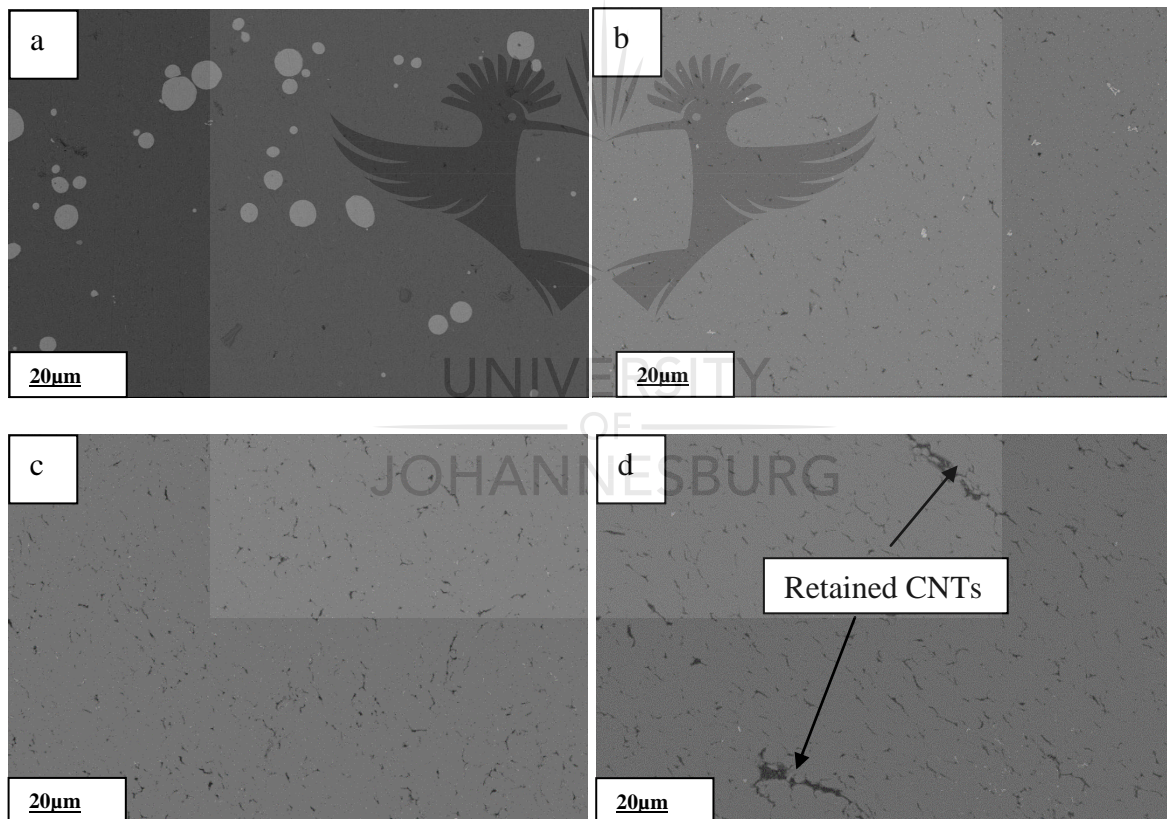 a
b
20µm
20µm
UNIVERSITY
OF
JOHANNESBURG
c
d
Retained CNTs
20µm
20µm